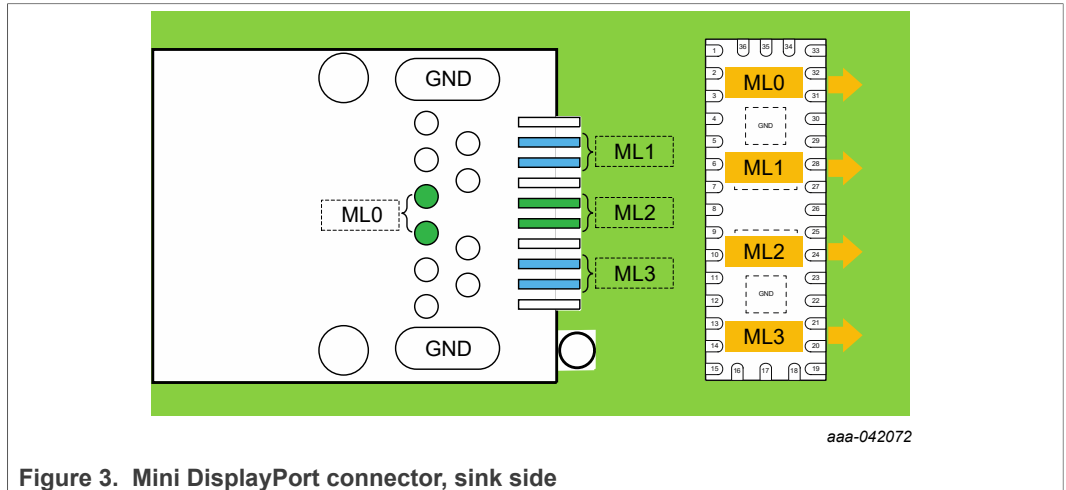 GND
ML1
ML0
ML2
ML3
GND
1 36 35 34 33
2 ML0 32
3 31
4 GND 30
5 29
6 ML1 28
7 27
8 26
9 25
10 ML2 24
11 23
12 GND 22
13 21
14 ML3 20
15 16 17 18 19
aaa-042072
Figure 3. Mini DisplayPort connector, sink side